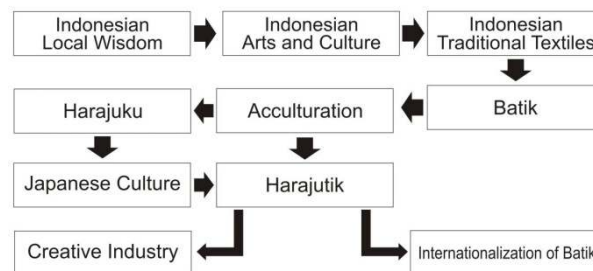 Indonesian
Local Wisdom
Indonesian
Arts and Culture
Indonesian
Traditional Textiles
Harajuku
Acculturation
Batik
Japanese Culture
Harajutik
Creative Industry
Internationalization of Batik